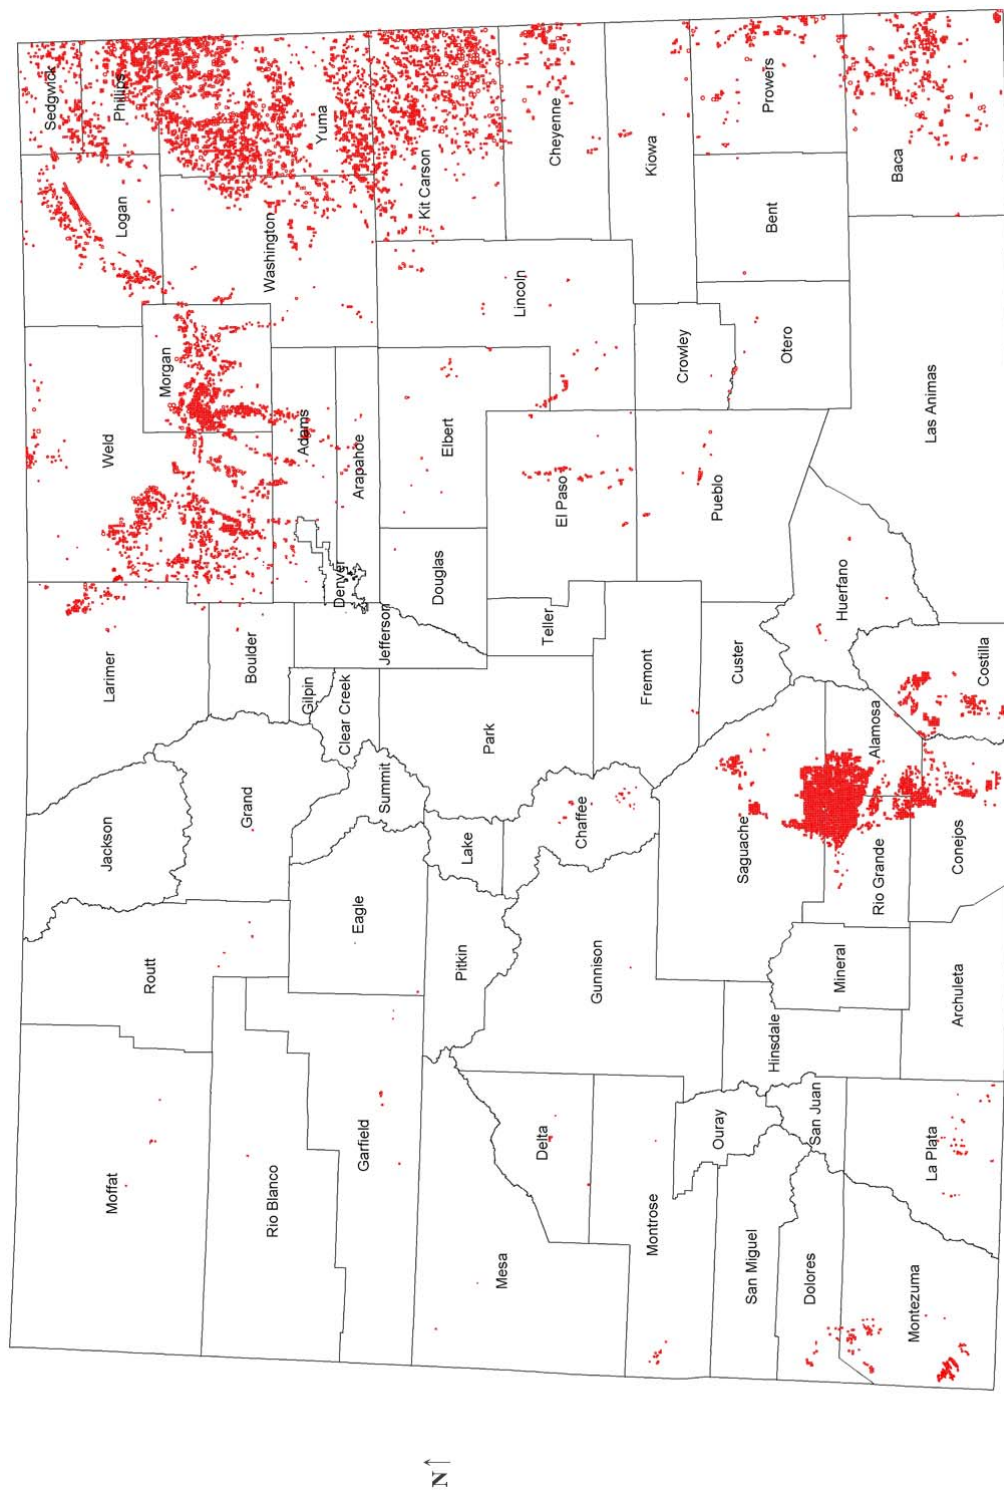 Sedgwick
Phillips
Logan
Weld
Larimer
Jackson
Routt
Moffat
Yuma
Washington
Morgan
Adams
Arapahoe
Denver
Boulder
Gilpin
Clear Creek
Jefferson
Grand
Summit
Eagle
Rio Blanco
Garfield
Kit Carson
Lincoln
Elbert
Douglas
Park
Lake
Pitkin
Mesa
Cheyenne
El Paso
Teller
Chaffee
Gunnison
Delta
Kiowa
Crowley
Pueblo
Fremont
Custer
Saguache
Hinsdale
Ouray
Montrose
San Miguel
Prowers
Bent
Otero
Huerfano
Alamosa
Rio Grande
Mineral
San Juan
Dolores
Baca
Las Animas
Costilla
Conejos
Archuleta
La Plata
Montezuma
N↑